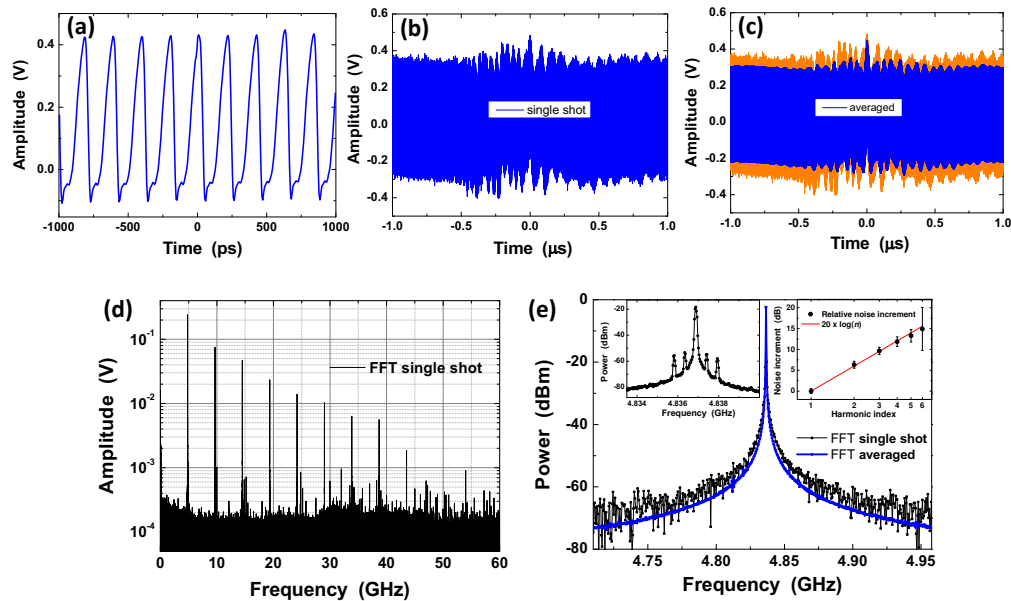 (a)
0.4
0.2
0.0
Amplitude (V)
-1000 -500 0 500 1000
Time (ps)
(b)
0.6
0.4
0.2
0.0
-0.2
-0.4
Amplitude (V)
single shot
-1.0 -0.5 0.0 0.5 1.0
Time (μs)
(c)
0.6
0.4
0.2
0.0
-0.2
-0.4
Amplitude (V)
averaged
-1.0 -0.5 0.0 0.5 1.0
Time (μs)
(d)
10⁻¹
10⁻²
10⁻³
10⁻⁴
Amplitude (V)
FFT single shot
0 10 20 30 40 50 60
Frequency (GHz)
(e)
0
-20
-40
-60
-80
Power (dBm)
-20
-40
-60
-80
Power (dBm)
4.834 4.836 4.838
Frequency (GHz)
20
15
10
5
0
Noise increment (dB)
Relative noise increment
20 x log(n)
1 2 3 4 5 6
Harmonic index
FFT single shot
FFT averaged
4.75 4.80 4.85 4.90 4.95
Frequency (GHz)